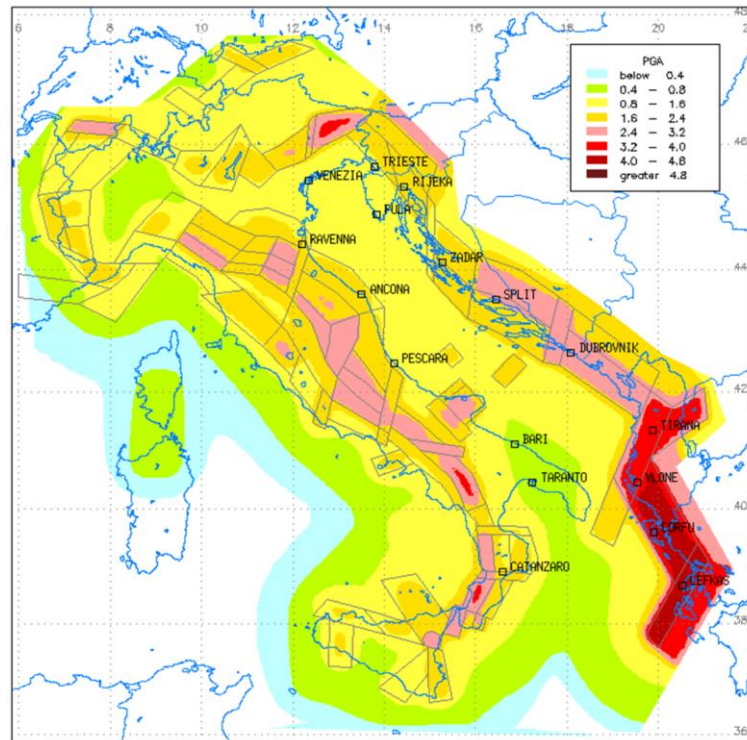 6 8 10 12 14 16 18 20 2
48
PGA
below 0.4
0.4 – 0.8
0.8 – 1.6
1.6 – 2.4
2.4 – 3.2
3.2 – 4.0
4.0 – 4.8
greater 4.8
46
TRIESTE
VENEZIA
RIJEKA
PULA
RAVENNA
ZADAR
44
ANCONA
SPLIT
DUBROVNIK
PESCARA
42
TIRANA
BARI
TARANTO
VLONE
40
CORFU
CATANZARO
LEFKAS
38
36